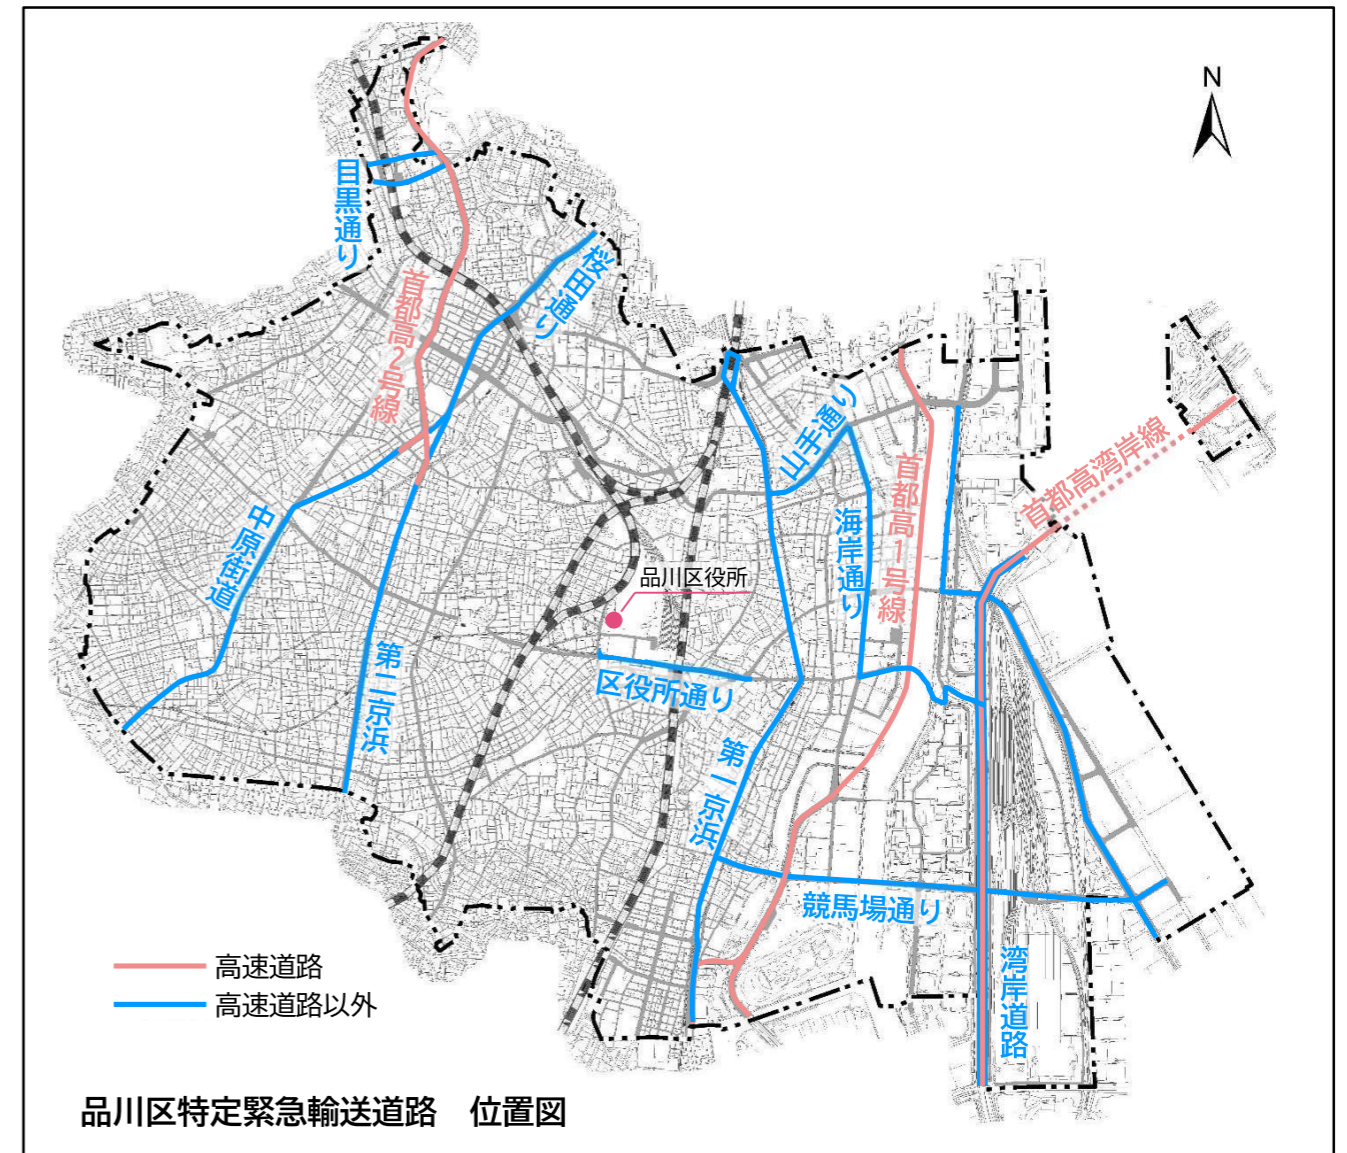 N
目黒通り
桜田通り
首都高2号線
山手通り
首都高湾岸線
首都高1号線
中原街道
海岸通り
品川区役所
第二京浜
区役所通り
第一京浜
競馬場通り
湾岸道路
高速道路
高速道路以外
品川区特定緊急輸送道路 位置図